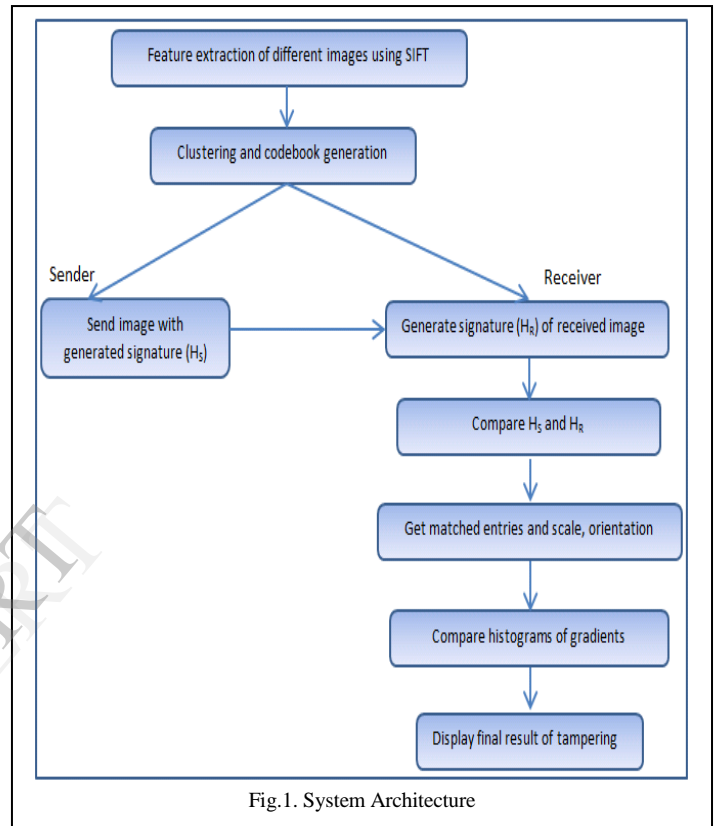 Feature extraction of different images using SIFT
Clustering and codebook generation
Sender
Receiver
Send image with
generated signature (HS)
Generate signature (HR) of received image
Compare HS and HR
Get matched entries and scale, orientation
Compare histograms of gradients
Display final result of tampering
Fig.1. System Architecture